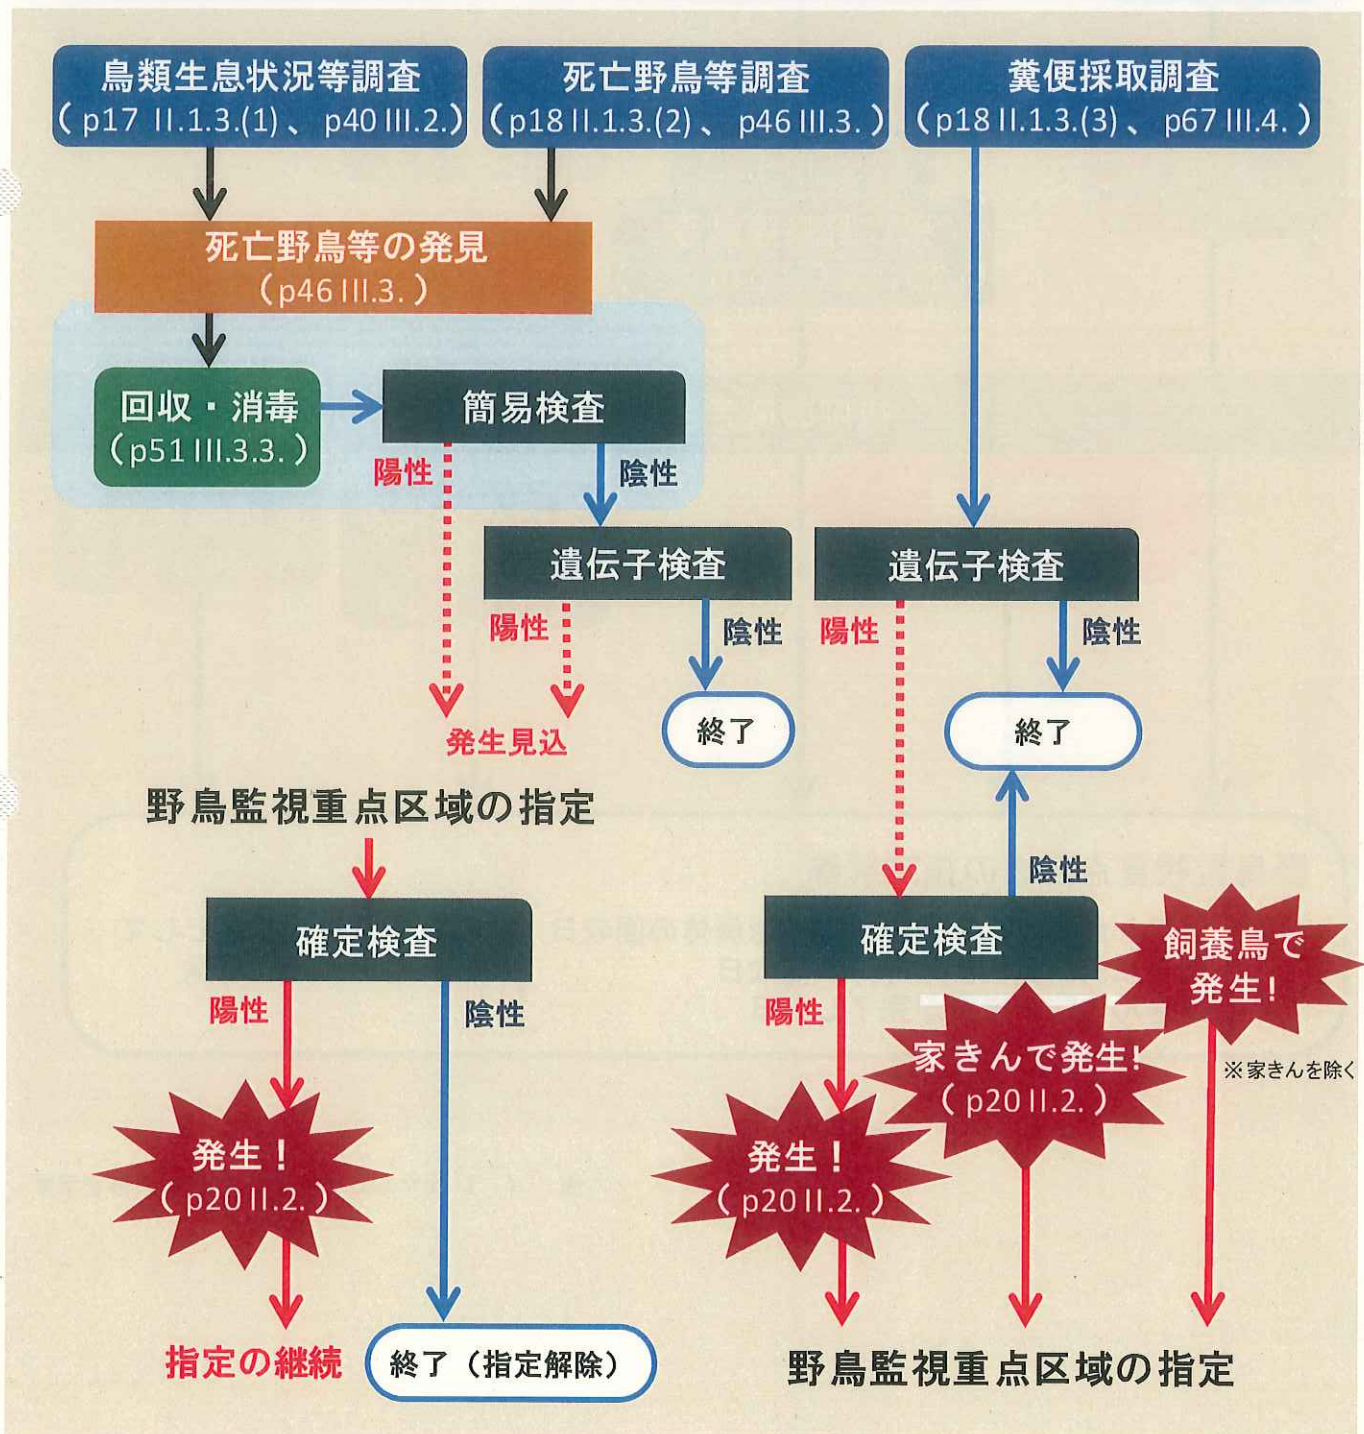 鳥類生息状況等調査
（p17 II.1.3.(1)、p40 III.2.）
死亡野鳥等調査
（p18 II.1.3.(2)、p46 III.3.）
糞便採取調査
（p18 II.1.3.(3)、p67 III.4.）
死亡野鳥等の発見
（p46 III.3.）
回収・消毒
（p51 III.3.3.）
簡易検査
陽性
陰性
遺伝子検査
遺伝子検査
陽性
陰性
陽性
陰性
終了
終了
発生見込
野鳥監視重点区域の指定
陰性
確定検査
確定検査
飼養鳥で
発生！
陽性
陰性
陽性
家きんで発生！
（p20 II.2.）
※家きんを除く
発生！
（p20 II.2.）
発生！
（p20 II.2.）
指定の継続
終了（指定解除）
野鳥監視重点区域の指定